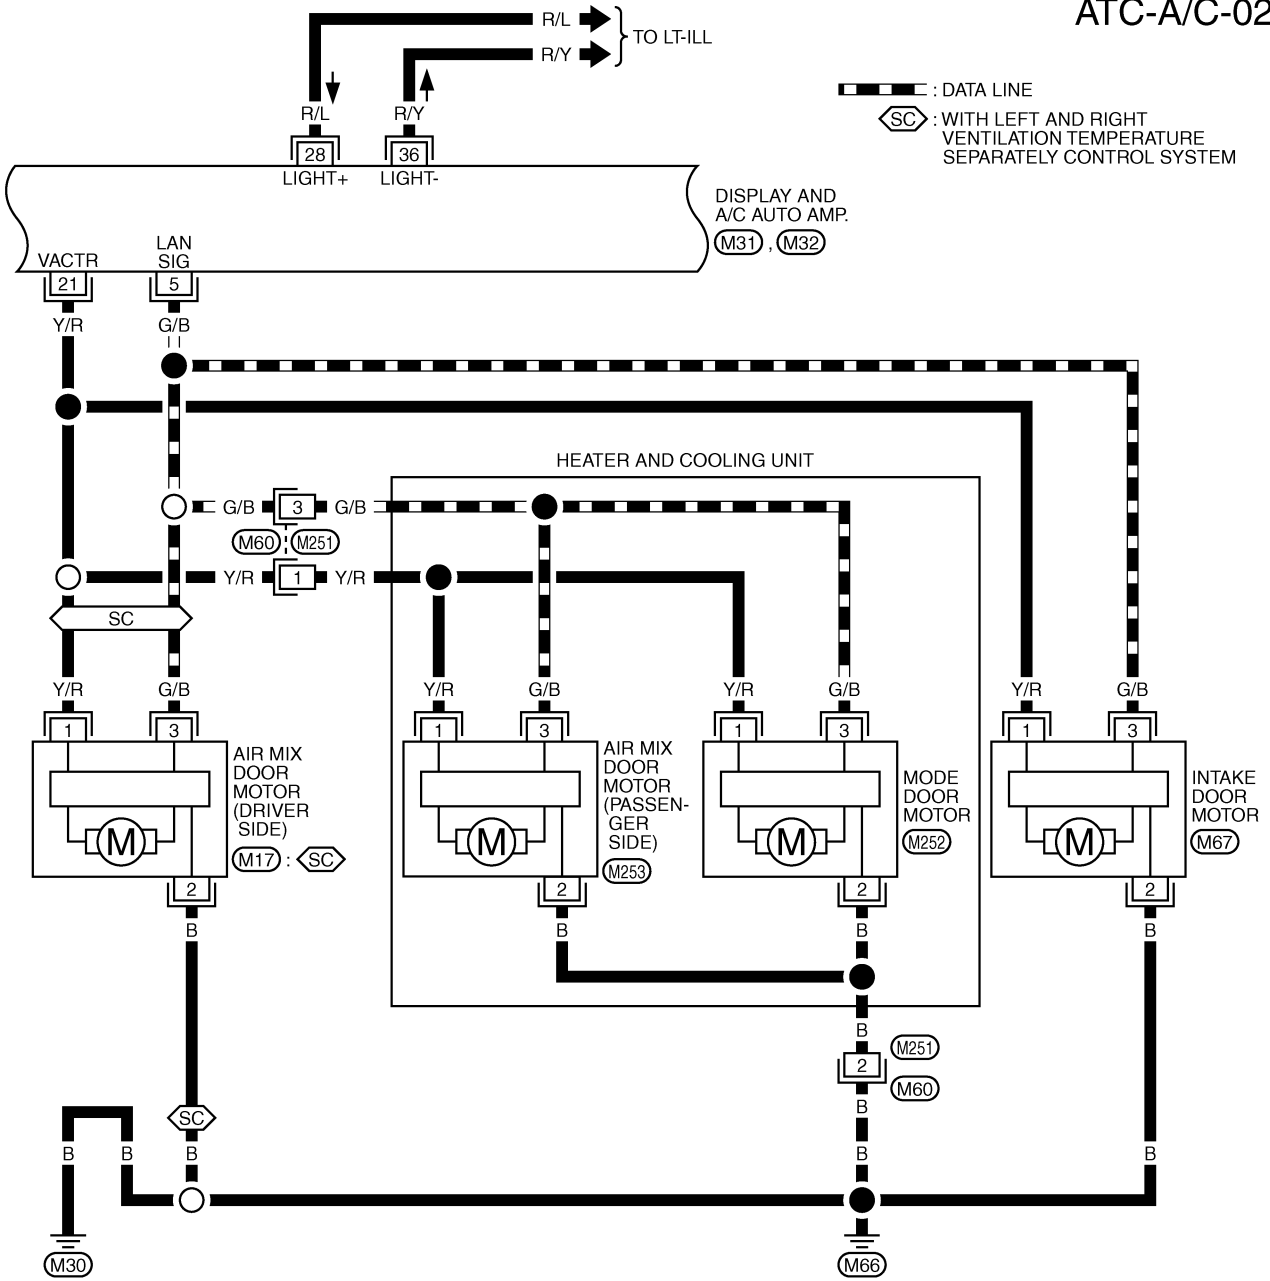 ATC-A/C-02
R/L
R/Y
TO LT-ILL
: DATA LINE
SC : WITH LEFT AND RIGHT
VENTILATION TEMPERATURE
SEPARATELY CONTROL SYSTEM
R/L
R/Y
28
36
LIGHT+
LIGHT-
DISPLAY AND
A/C AUTO AMP.
M31 , M32
VACTR
LAN
SIG
21
5
Y/R
G/B
HEATER AND COOLING UNIT
G/B
3
G/B
M60
M251
Y/R
1
Y/R
SC
Y/R
G/B
Y/R
G/B
Y/R
G/B
Y/R
G/B
1
3
1
3
1
3
1
3
AIR MIX
DOOR
MOTOR
(DRIVER
SIDE)
M17 : SC
M
AIR MIX
DOOR
MOTOR
(PASSEN-
GER
SIDE)
M253
M
MODE
DOOR
MOTOR
M252
M
INTAKE
DOOR
MOTOR
M67
M
2
2
2
2
B
B
B
B
B
M251
2
M60
B
SC
B
B
B
B
B
M30
M66